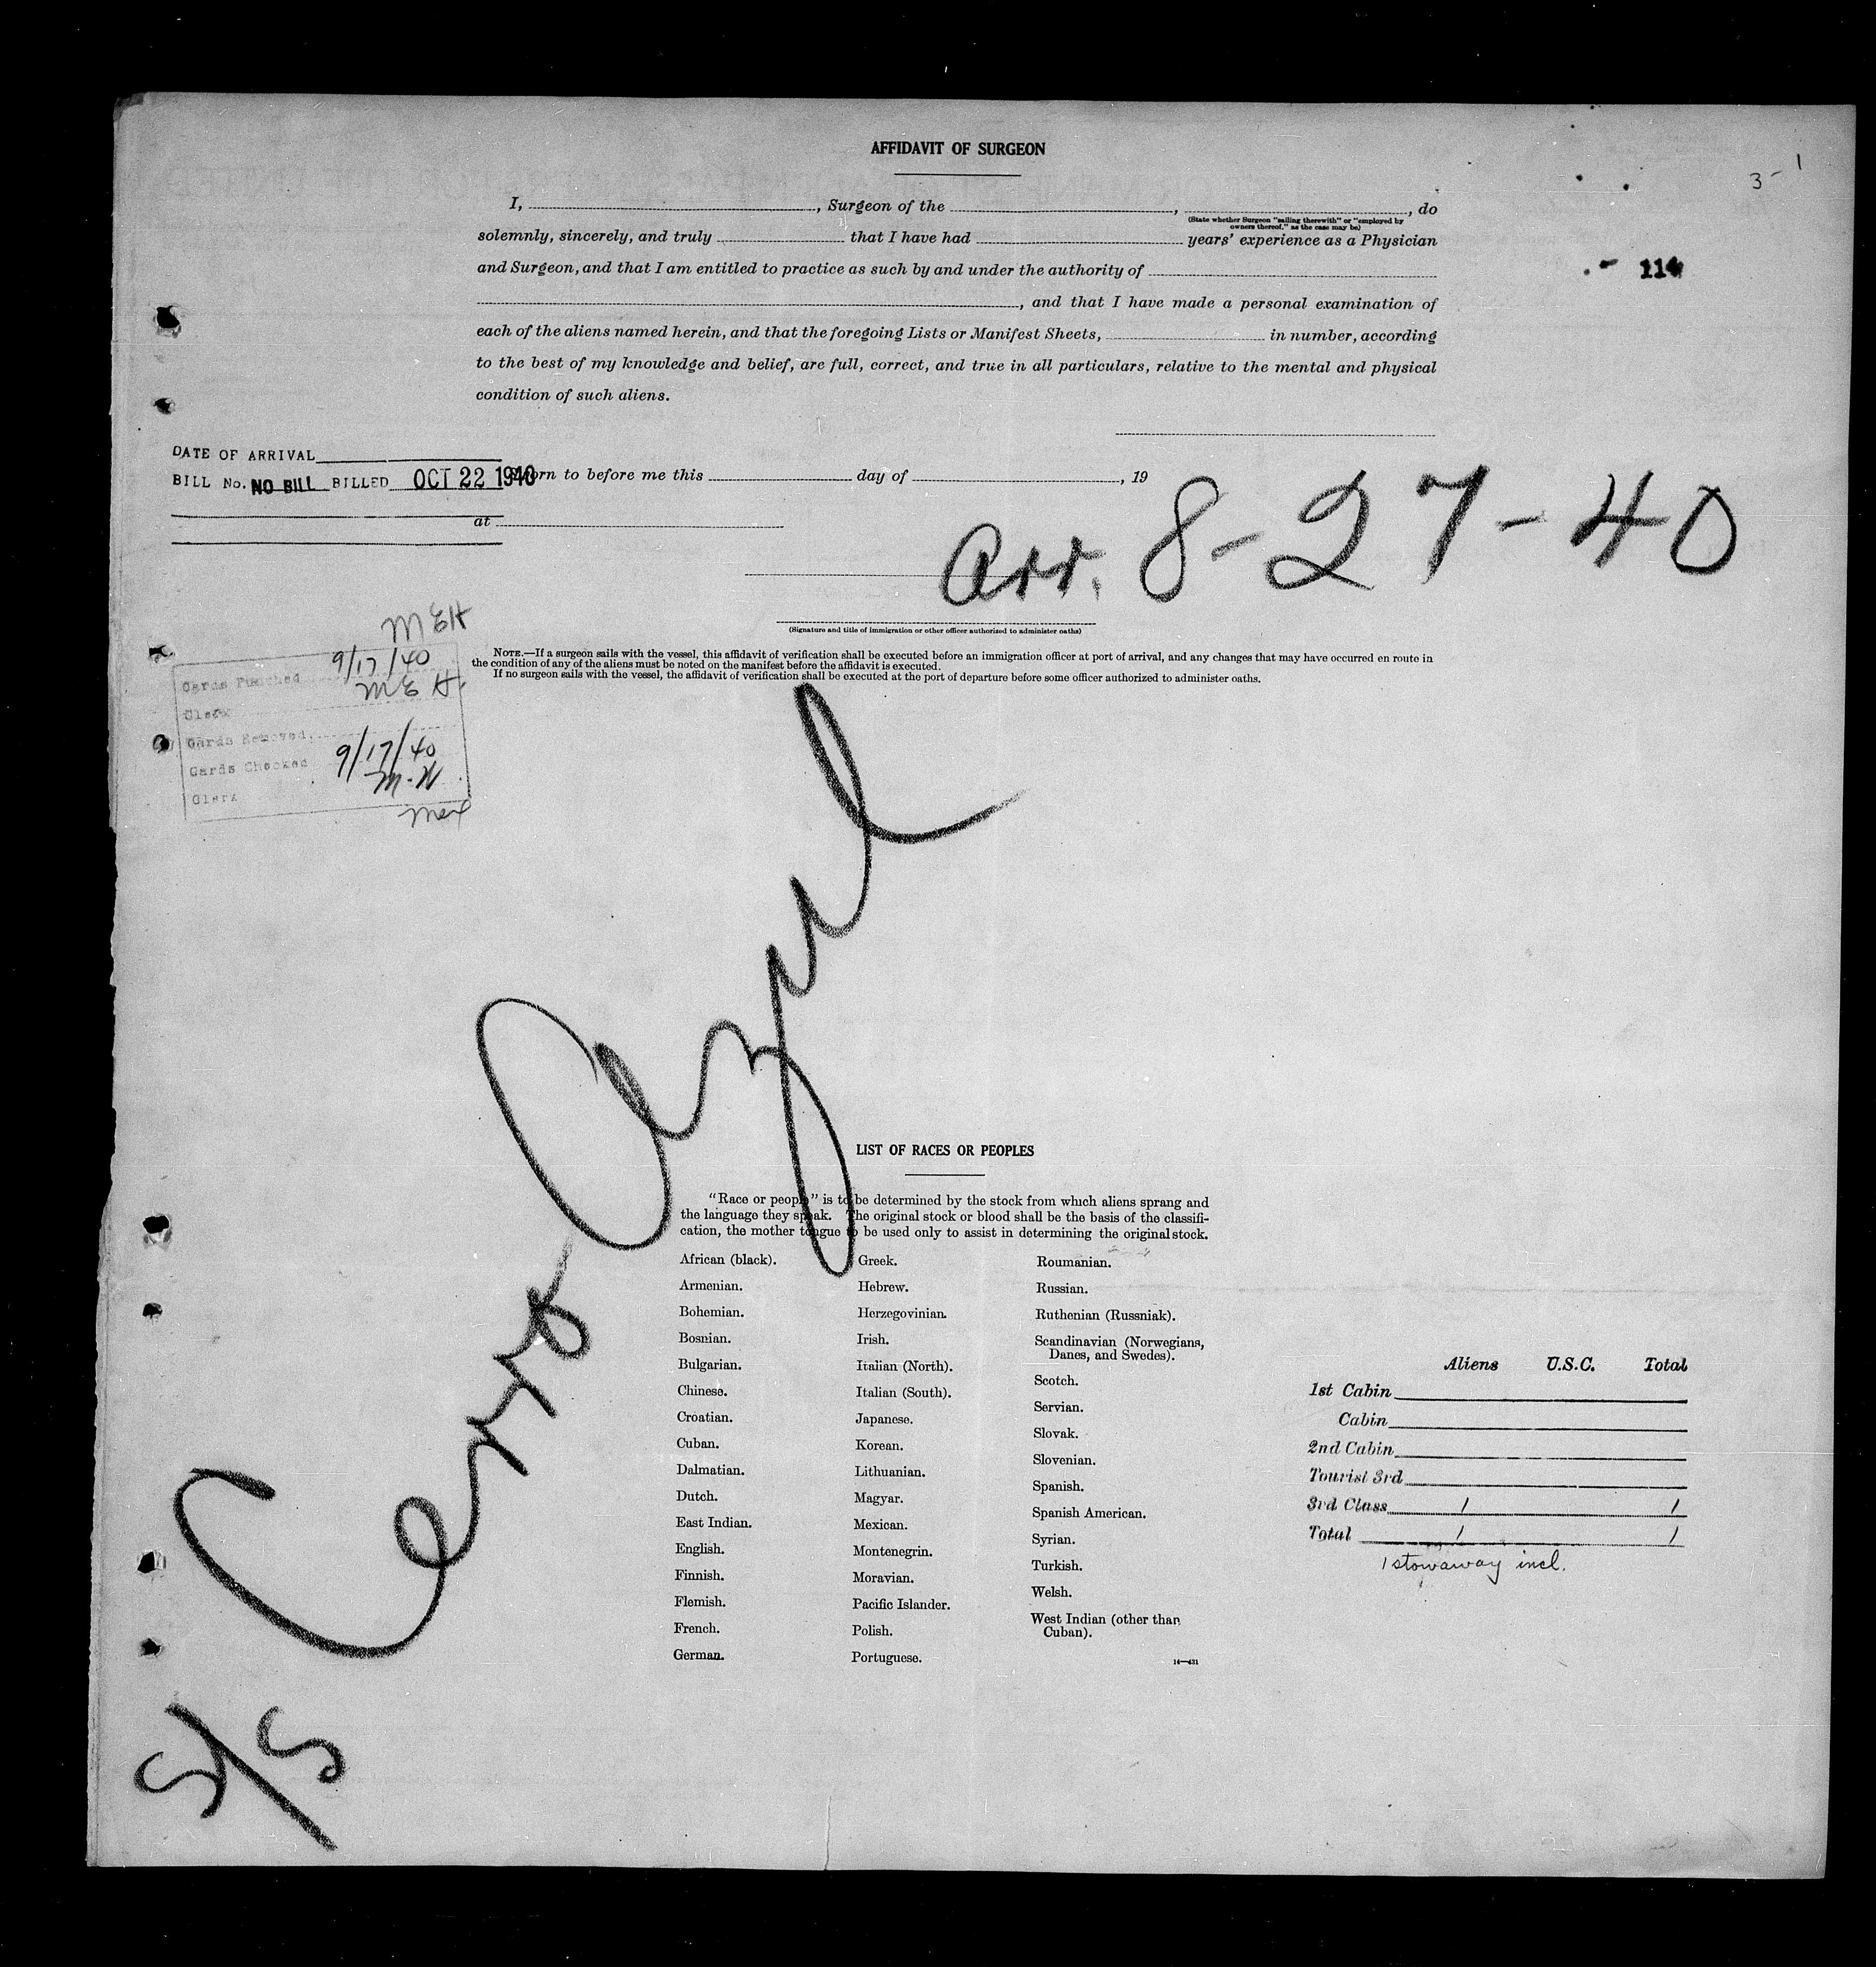 AFFIDAVIT OF SURGEON
3-1
I, , Surgeon of the , , do
(State whether Surgeon "sailing therewith" or "employed by
owners thereof," as the case may be)
solemnly, sincerely, and truly that I have had years' experience as a Physician
and Surgeon, and that I am entitled to practice as such by and under the authority of
- 114
, and that I have made a personal examination of
each of the aliens named herein, and that the foregoing Lists or Manifest Sheets, in number, according
to the best of my knowledge and belief, are full, correct, and true in all particulars, relative to the mental and physical
condition of such aliens.
DATE OF ARRIVAL
BILL No. NO BILL BILLED OCT 22 1940
Sworn to before me this day of , 19
at
Arr. 8-27-40
(Signature and title of immigration or other officer authorized to administer oaths)
NOTE.—If a surgeon sails with the vessel, this affidavit of verification shall be executed before an immigration officer at port of arrival, and any changes that may have occurred en route in
the condition of any of the aliens must be noted on the manifest before the affidavit is executed.
If no surgeon sails with the vessel, the affidavit of verification shall be executed at the port of departure before some officer authorized to administer oaths.
MEH
Cards Punched 9/17/40
Clerk MEH.
Cards Removed
Cards Checked 9/17/40
Clerk
S/S Cerro Azul
LIST OF RACES OR PEOPLES
"Race or people" is to be determined by the stock from which aliens sprang and
the language they speak. The original stock or blood shall be the basis of the classifi-
cation, the mother tongue to be used only to assist in determining the original stock.
African (black).
Armenian.
Bohemian.
Bosnian.
Bulgarian.
Chinese.
Croatian.
Cuban.
Dalmatian.
Dutch.
East Indian.
English.
Finnish.
Flemish.
French.
German.
Greek.
Hebrew.
Herzegovinian.
Irish.
Italian (North).
Italian (South).
Japanese.
Korean.
Lithuanian.
Magyar.
Mexican.
Montenegrin.
Moravian.
Pacific Islander.
Polish.
Portuguese.
Roumanian.
Russian.
Ruthenian (Russniak).
Scandinavian (Norwegians,
Danes, and Swedes).
Scotch.
Servian.
Slovak.
Slovenian.
Spanish.
Spanish American.
Syrian.
Turkish.
Welsh.
West Indian (other than
Cuban).
14—431
Aliens U.S.C. Total
1st Cabin
Cabin
2nd Cabin
Tourist 3rd
3rd Class 1 1
Total 1 1
1 stowaway incl.